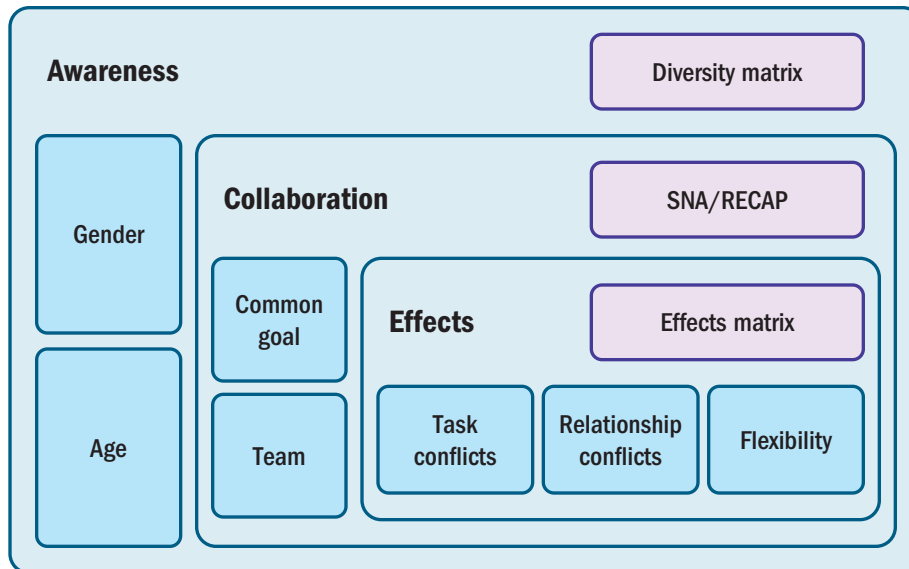 Awareness
Diversity matrix
Gender
Collaboration
SNA/RECAP
Common
goal
Effects
Effects matrix
Age
Team
Task
conflicts
Relationship
conflicts
Flexibility